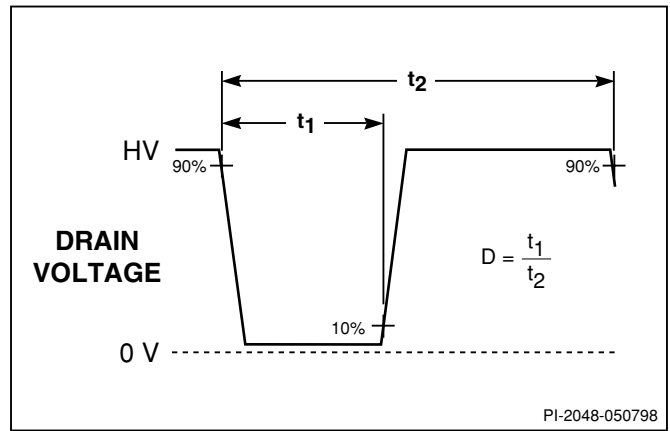 t2
t1
HV
90%
90%
DRAIN
VOLTAGE
D = t1
t2
10%
0 V
PI-2048-050798